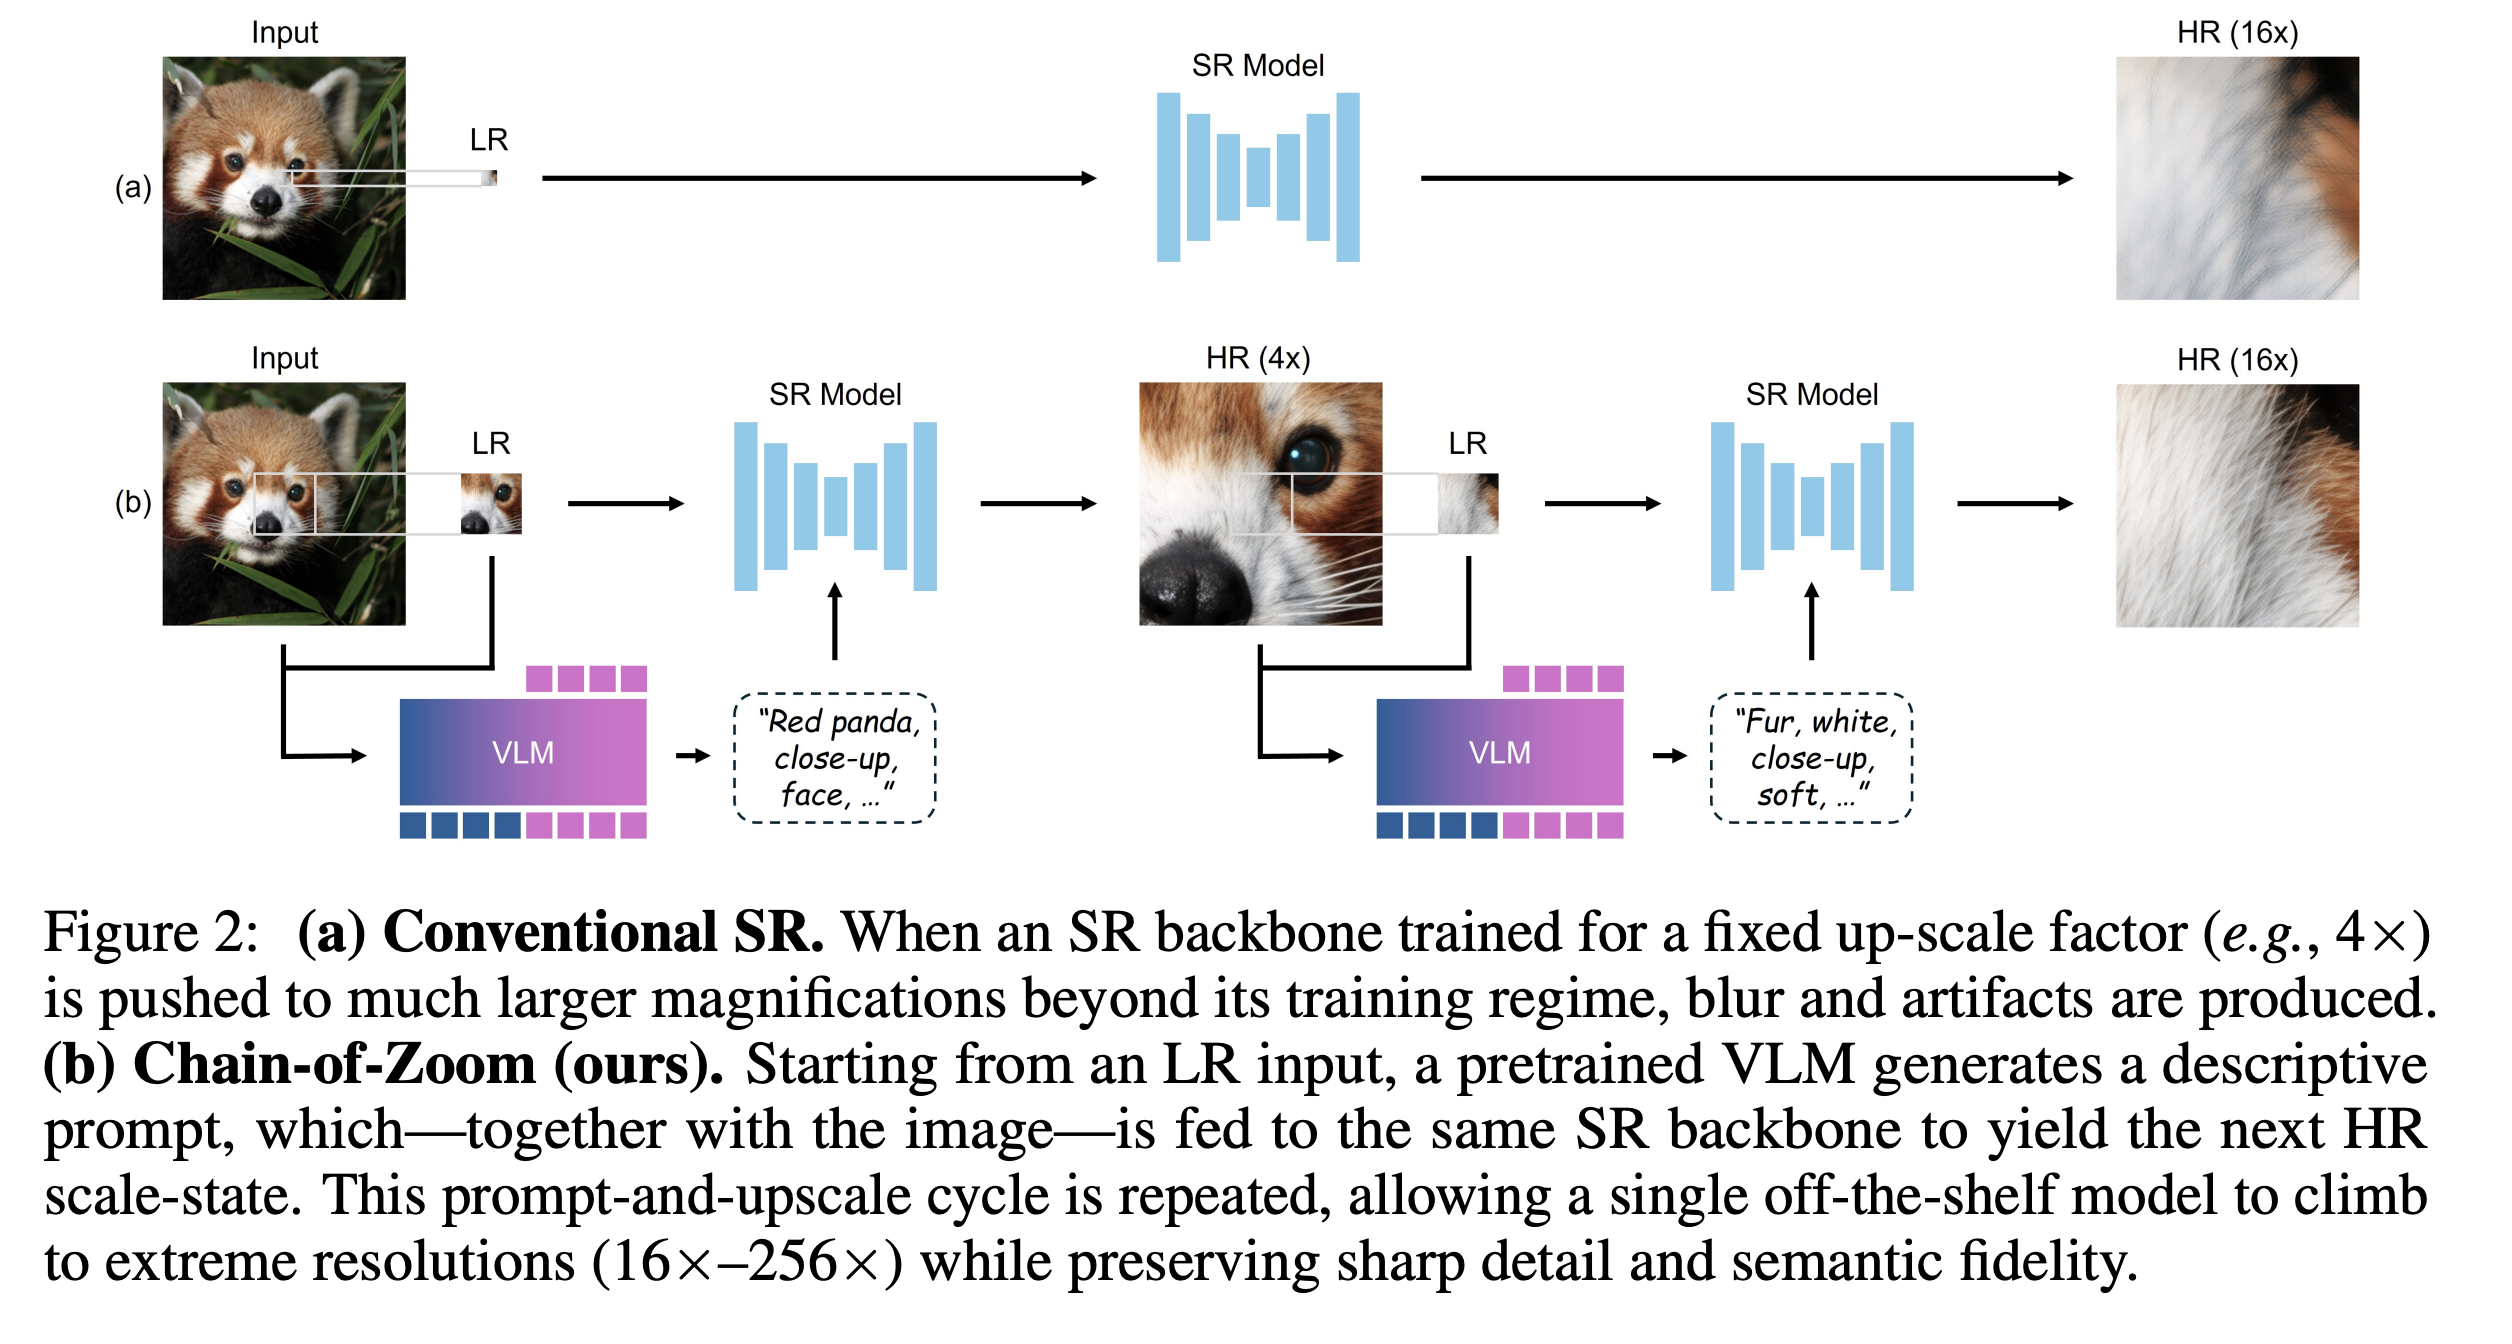 Input
HR (16x)
SR Model
LR
(a)
Input
HR (4x)
HR (16x)
SR Model
SR Model
LR
LR
(b)
VLM
"Red panda,
close-up,
face, ..."
VLM
"Fur, white,
close-up,
soft, ..."
Figure 2: (a) Conventional SR. When an SR backbone trained for a fixed up-scale factor (e.g., 4×)
is pushed to much larger magnifications beyond its training regime, blur and artifacts are produced.
(b) Chain-of-Zoom (ours). Starting from an LR input, a pretrained VLM generates a descriptive
prompt, which—together with the image—is fed to the same SR backbone to yield the next HR
scale-state. This prompt-and-upscale cycle is repeated, allowing a single off-the-shelf model to climb
to extreme resolutions (16×–256×) while preserving sharp detail and semantic fidelity.